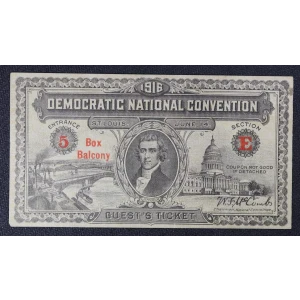 1916
DEMOCRATIC NATIONAL CONVENTION
ENTRANCE
ST. LOUIS JUNE 14
SECTION
5
Box
Balcony
E
COUPON NOT GOOD
IF DETACHED
GUEST'S TICKET